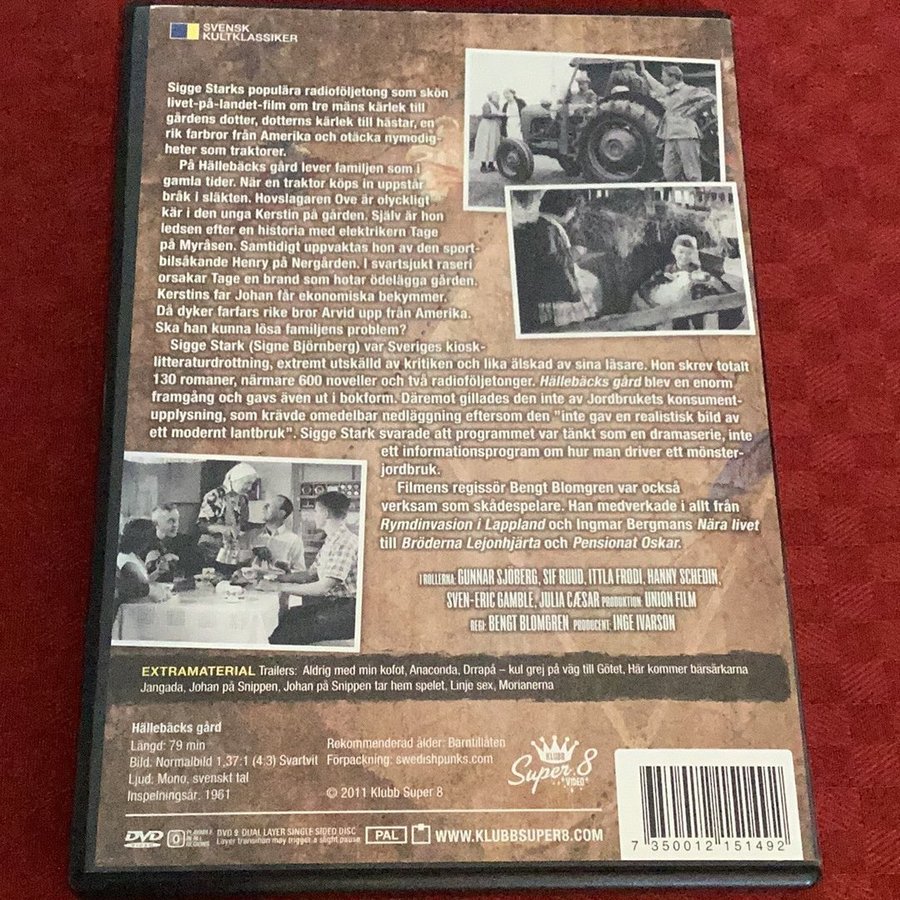 SVENSK
KULTKLASSIKER
Sigge Starks populära radioföljetong som skön
livet-på-landet-film om tre mäns kärlek till
gårdens dotter, dotterns kärlek till hästar, en
rik farbror från Amerika och otäcka nymodig-
heter som traktorer.
På Hällebäcks gård lever familjen som i
gamla tider. När en traktor köps in uppstår
bråk i släkten. Hovslagaren Ove är olyckligt
kär i den unga Kerstin på gården. Själv är hon
ledsen efter en historia med elektrikern Tage
på Myråsen. Samtidigt uppvaktas hon av den sport-
bilsåkande Henry på Nergården. I svartsjukt raseri
orsakar Tage en brand som hotar ödelägga gården.
Kerstins far Johan får ekonomiska bekymmer.
Då dyker farfars rike bror Arvid upp från Amerika.
Ska han kunna lösa familjens problem?
Sigge Stark (Signe Björnberg) var Sveriges kiosk-
litteraturdrottning, extremt utskälld av kritiken och lika älskad av sina läsare. Hon skrev totalt
130 romaner, närmare 600 noveller och två radioföljetonger. Hällebäcks gård blev en enorm
framgång och gavs även ut i bokform. Däremot gillades den inte av Jordbrukets konsument-
upplysning, som krävde omedelbar nedläggning eftersom den "inte gav en realistisk bild av
ett modernt lantbruk". Sigge Stark svarade att programmet var tänkt som en dramaserie, inte
ett informationsprogram om hur man driver ett mönster-
jordbruk.
Filmens regissör Bengt Blomgren var också
verksam som skådespelare. Han medverkade i allt från
Rymdinvasion i Lappland och Ingmar Bergmans Nära livet
till Bröderna Lejonhjärta och Pensionat Oskar.
I ROLLERNA: GUNNAR SJÖBERG, SIF RUUD, ITTLA FRODI, HANNY SCHEDIN,
SVEN-ERIC GAMBLE, JULIA CÆSAR PRODUKTION: UNION FILM
REGI: BENGT BLOMGREN PRODUCENT: INGE IVARSON
EXTRAMATERIAL Trailers: Aldrig med min kofot, Anaconda, Drrapå – kul grej på väg till Götet, Här kommer bärsärkarna
Jangada, Johan på Snippen, Johan på Snippen tar hem spelet, Linje sex, Morianerna
Hällebäcks gård
Längd: 79 min
Bild: Normalbild 1,37:1 (4:3) Svartvit
Ljud: Mono, svenskt tal
Inspelningsår: 1961
Rekommenderad ålder: Barntillåten
Förpackning: swedishpunks.com
© 2011 Klubb Super 8
KLUBB
Super 8
VIDEO
DVD VIDEO
0 PLAYABLE IN ALL REGIONS
DVD 9 DUAL LAYER SINGLE SIDED DISC
Layer transition may trigger a slight pause
PAL
WWW.KLUBBSUPER8.COM
7 350012 151492